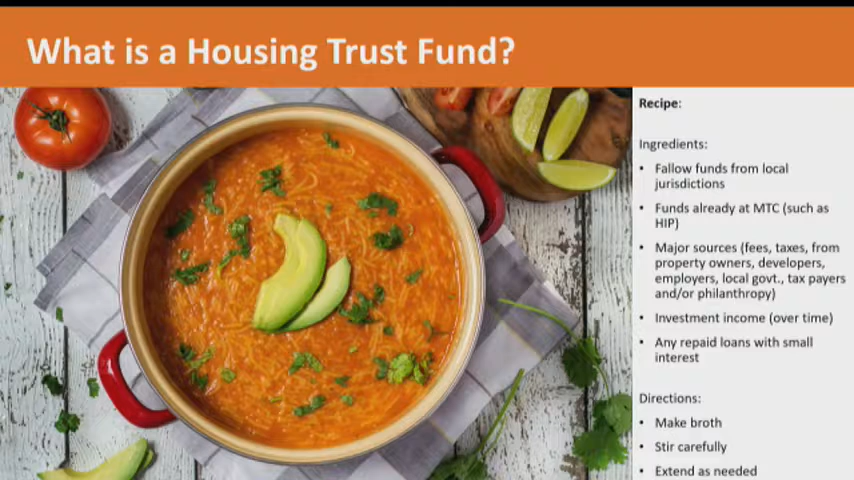 What is a Housing Trust Fund?
Recipe:
Ingredients:
• Fallow funds from local
jurisdictions
• Funds already at MTC (such as
HIP)
• Major sources (fees, taxes, from
property owners, developers,
employers, local govt., tax payers
and/or philanthropy)
• Investment income (over time)
• Any repaid loans with small
interest
Directions:
• Make broth
• Stir carefully
• Extend as needed